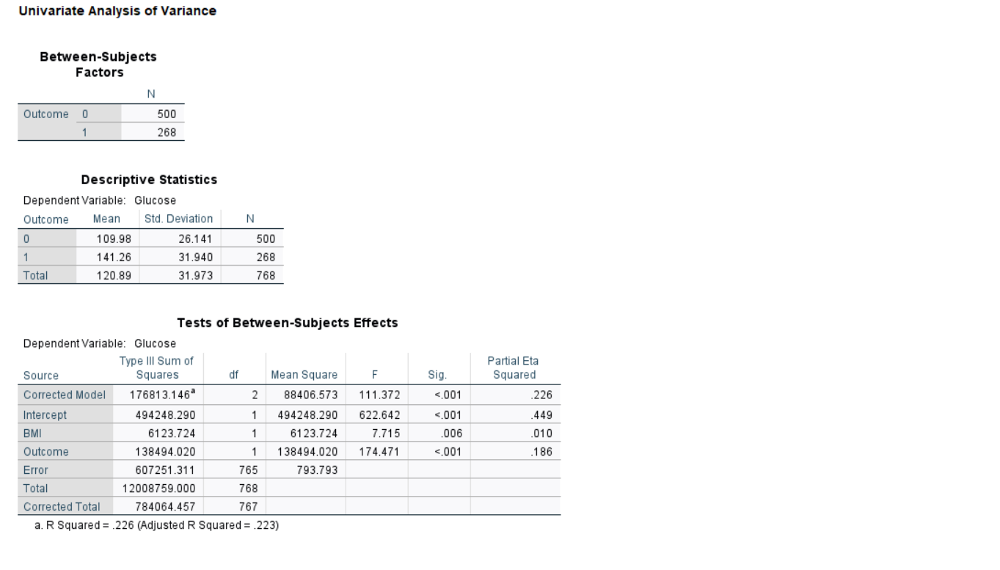 Univariate Analysis of Variance
Between-Subjects
Factors
N
Outcome 0 500
1 268
Descriptive Statistics
Dependent Variable: Glucose
Outcome Mean Std. Deviation N
0 109.98 26.141 500
1 141.26 31.940 268
Total 120.89 31.973 768
Tests of Between-Subjects Effects
Dependent Variable: Glucose
Source Type III Sum of Squares df Mean Square F Sig. Partial Eta Squared
Corrected Model 176813.146a 2 88406.573 111.372 <.001 .226
Intercept 494248.290 1 494248.290 622.642 <.001 .449
BMI 6123.724 1 6123.724 7.715 .006 .010
Outcome 138494.020 1 138494.020 174.471 <.001 .186
Error 607251.311 765 793.793
Total 12008759.000 768
Corrected Total 784064.457 767
a. R Squared = .226 (Adjusted R Squared = .223)